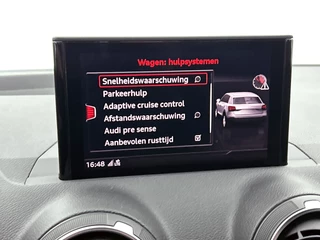 Wagen: hulpsystemen
Snelheidswaarschuwing
Parkeerhulp
Adaptive cruise control
Afstandswaarschuwing
Audi pre sense
Aanbevolen rusttijd
16:48